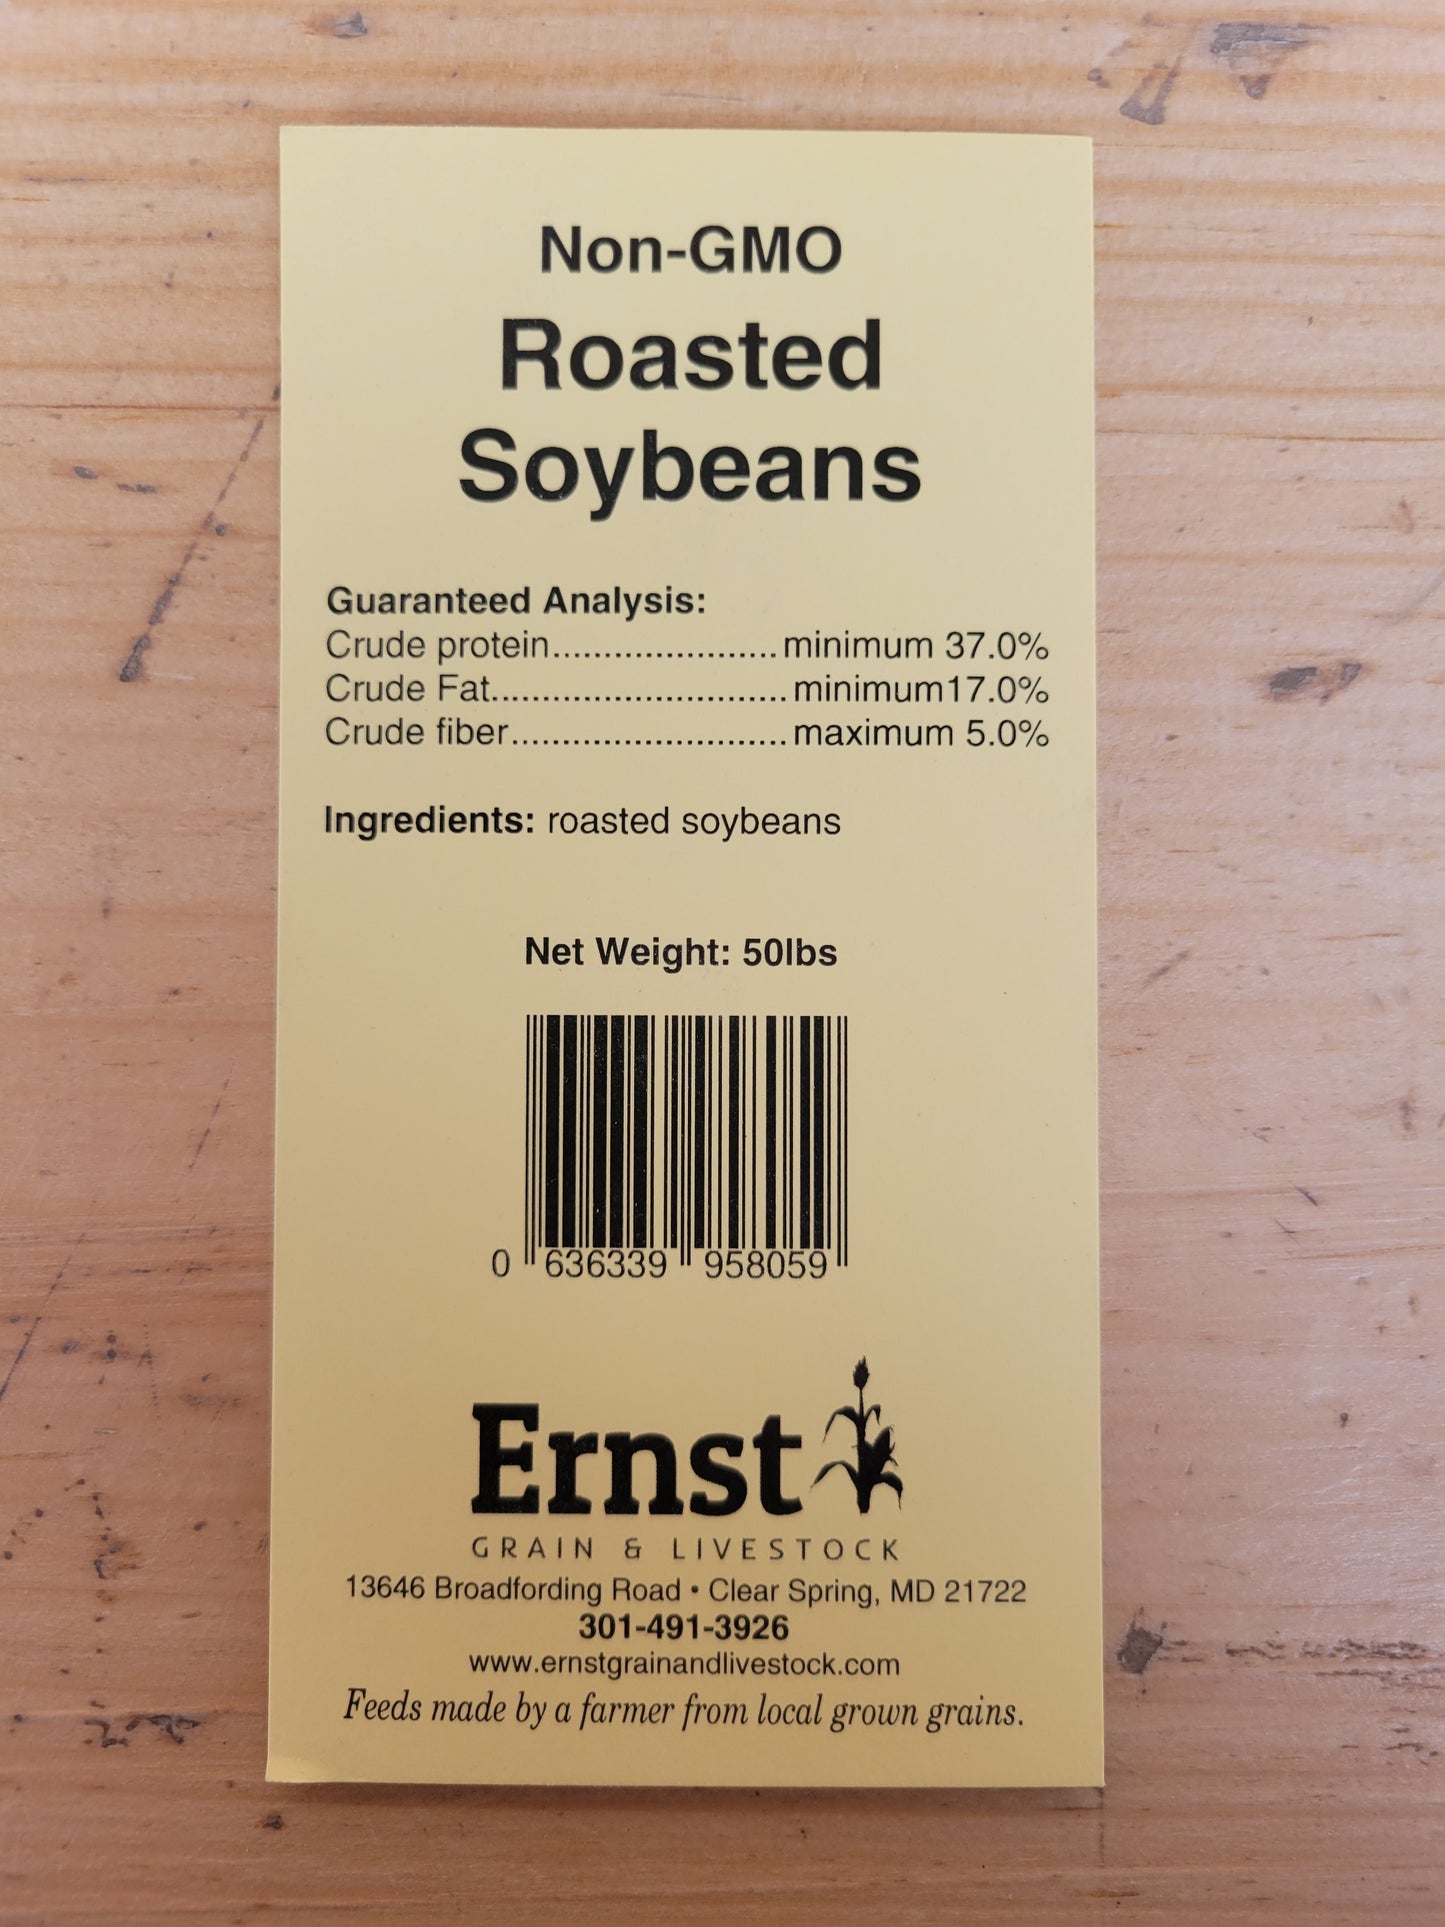 Non-GMO
Roasted
Soybeans
Guaranteed Analysis:
Crude protein......................minimum 37.0%
Crude Fat.............................minimum17.0%
Crude fiber...........................maximum 5.0%
Ingredients: roasted soybeans
Net Weight: 50lbs
0 636339 958059
Ernst
GRAIN & LIVESTOCK
13646 Broadfording Road • Clear Spring, MD 21722
301-491-3926
www.ernstgrainandlivestock.com
Feeds made by a farmer from local grown grains.